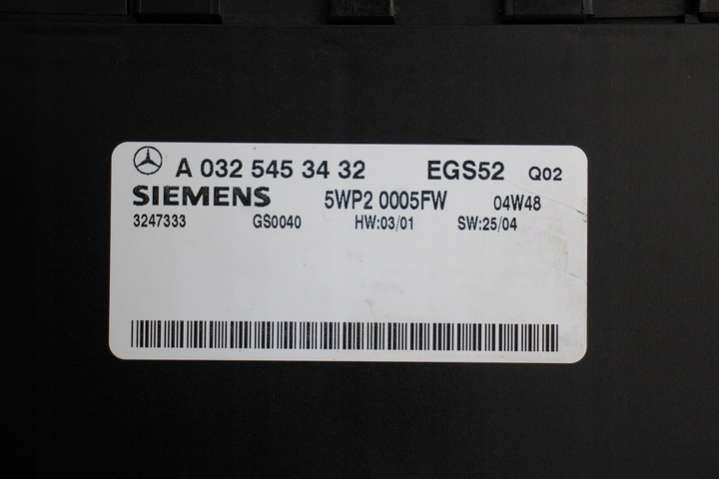 A 032 545 34 32 EGS52 Q02
SIEMENS 5WP2 0005FW 04W48
3247333 GS0040 HW:03/01 SW:25/04